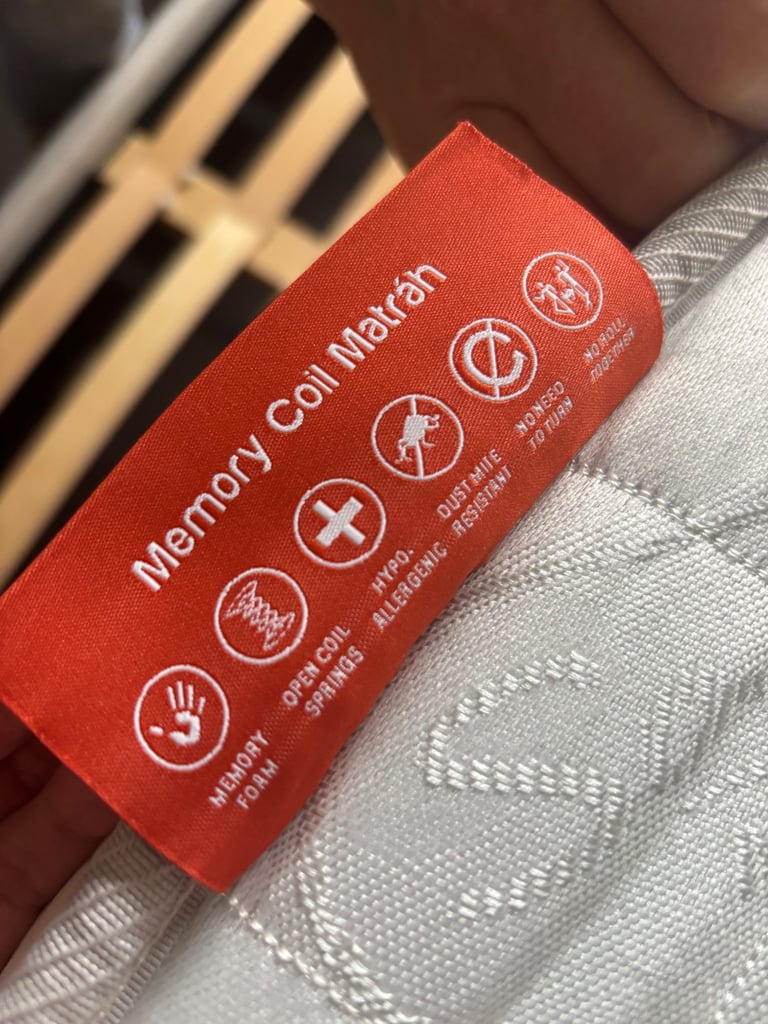 Memory Coil Matráh
MEMORY
FOAM
OPEN COIL
SPRINGS
HYPO-
ALLERGENIC
DUST MITE
RESISTANT
NO NEED
TO TURN
NO ROLL
TOGETHER